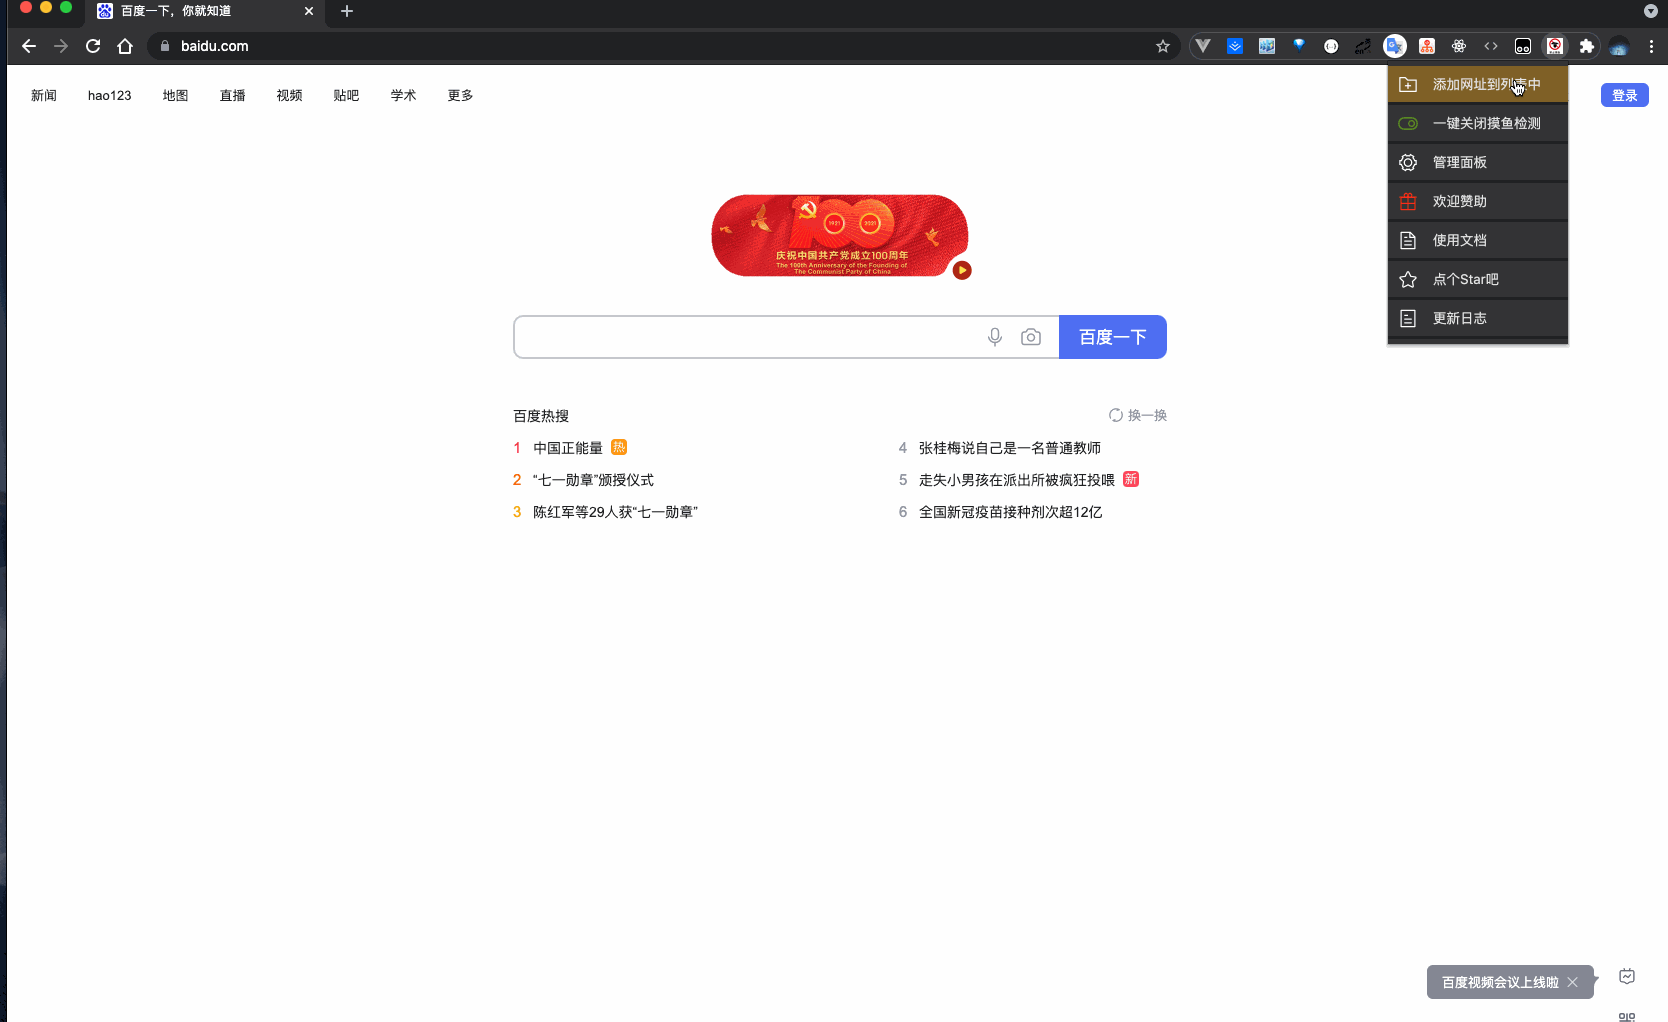 百度一下，你就知道
baidu.com
新闻 hao123 地图 直播 视频 贴吧 学术 更多
登录
添加网址到列表中
一键关闭摸鱼检测
管理面板
欢迎赞助
使用文档
点个Star吧
更新日志
100
1921 2021
庆祝中国共产党成立100周年
The 100th Anniversary of the Founding of
The Communist Party of China
百度一下
百度热搜
换一换
1 中国正能量 热
2 “七一勋章”颁授仪式
3 陈红军等29人获“七一勋章”
4 张桂梅说自己是一名普通教师
5 走失小男孩在派出所被疯狂投喂 新
6 全国新冠疫苗接种剂次超12亿
百度视频会议上线啦